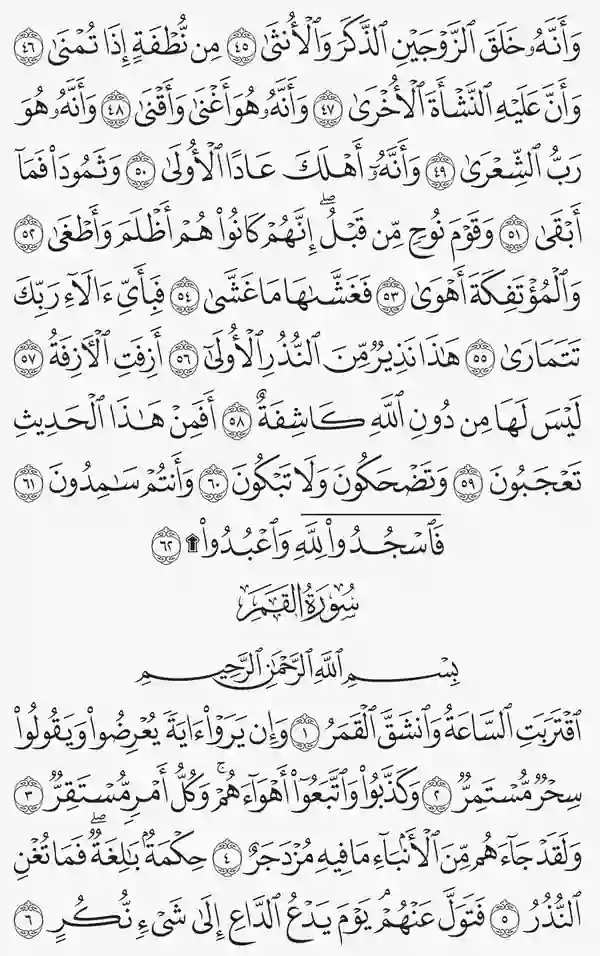 وَأَنَّهُۥ خَلَقَ ٱلزَّوۡجَيۡنِ ٱلذَّكَرَ وَٱلۡأُنثَىٰ ٤٥ مِن نُّطۡفَةٍ إِذَا تُمۡنَىٰ ٤٦
وَأَنَّ عَلَيۡهِ ٱلنَّشۡأَةَ ٱلۡأُخۡرَىٰ ٤٧ وَأَنَّهُۥ هُوَ أَغۡنَىٰ وَأَقۡنَىٰ ٤٨ وَأَنَّهُۥ هُوَ
رَبُّ ٱلشِّعۡرَىٰ ٤٩ وَأَنَّهُۥٓ أَهۡلَكَ عَادًا ٱلۡأُولَىٰ ٥٠ وَثَمُودَاْ فَمَآ
أَبۡقَىٰ ٥١ وَقَوۡمَ نُوحٖ مِّن قَبۡلُۖ إِنَّهُمۡ كَانُواْ هُمۡ أَظۡلَمَ وَأَطۡغَىٰ ٥٢
وَٱلۡمُؤۡتَفِكَةَ أَهۡوَىٰ ٥٣ فَغَشَّىٰهَا مَا غَشَّىٰ ٥٤ فَبِأَيِّ ءَالَآءِ رَبِّكَ
تَتَمَارَىٰ ٥٥ هَٰذَا نَذِيرٞ مِّنَ ٱلنُّذُرِ ٱلۡأُولَىٰٓ ٥٦ أَزِفَتِ ٱلۡأٓزِفَةُ ٥٧
لَيۡسَ لَهَا مِن دُونِ ٱللَّهِ كَاشِفَةٌ ٥٨ أَفَمِنۡ هَٰذَا ٱلۡحَدِيثِ
تَعۡجَبُونَ ٥٩ وَتَضۡحَكُونَ وَلَا تَبۡكُونَ ٦٠ وَأَنتُمۡ سَٰمِدُونَ ٦١
فَٱسۡجُدُواْۤ لِلَّهِۤ وَٱعۡبُدُواْ۩ ٦٢
سُورَةُ القَمَرِ
بِسۡمِ ٱللَّهِ ٱلرَّحۡمَٰنِ ٱلرَّحِيمِ
ٱقۡتَرَبَتِ ٱلسَّاعَةُ وَٱنشَقَّ ٱلۡقَمَرُ ١ وَإِن يَرَوۡاْ ءَايَةٗ يُعۡرِضُواْ وَيَقُولُواْ
سِحۡرٞ مُّسۡتَمِرّٞ ٢ وَكَذَّبُواْ وَٱتَّبَعُوٓاْ أَهۡوَآءَهُمۡۚ وَكُلُّ أَمۡرٖ مُّسۡتَقِرّٞ ٣
وَلَقَدۡ جَآءَهُم مِّنَ ٱلۡأَنۢبَآءِ مَا فِيهِ مُزۡدَجَرٌ ٤ حِكۡمَةُۢ بَٰلِغَةٞۖ فَمَا تُغۡنِ
ٱلنُّذُرُ ٥ فَتَوَلَّ عَنۡهُمۡۘ يَوۡمَ يَدۡعُ ٱلدَّاعِ إِلَىٰ شَيۡءٖ نُّكُرٍ ٦